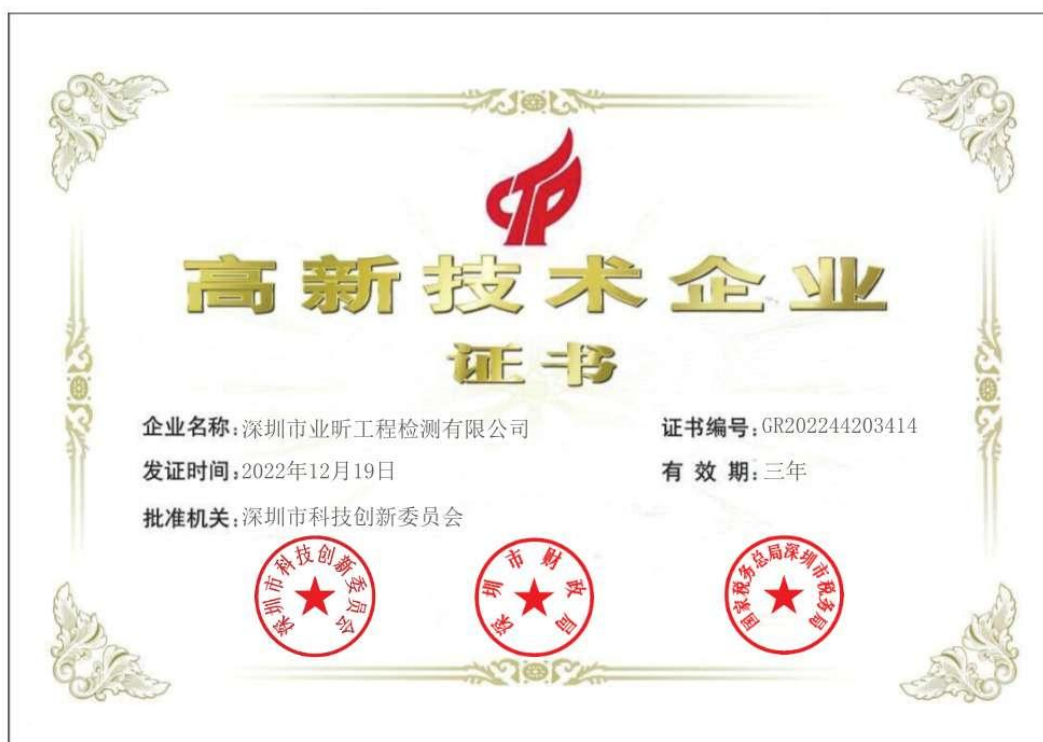 CTP
高新技术企业
证书
企业名称:深圳市业昕工程检测有限公司
证书编号:GR202244203414
发证时间:2022年12月19日
有 效 期:三年
批准机关:深圳市科技创新委员会
深圳市科技创新委员会
深圳市财政局
国家税务总局深圳市税务局